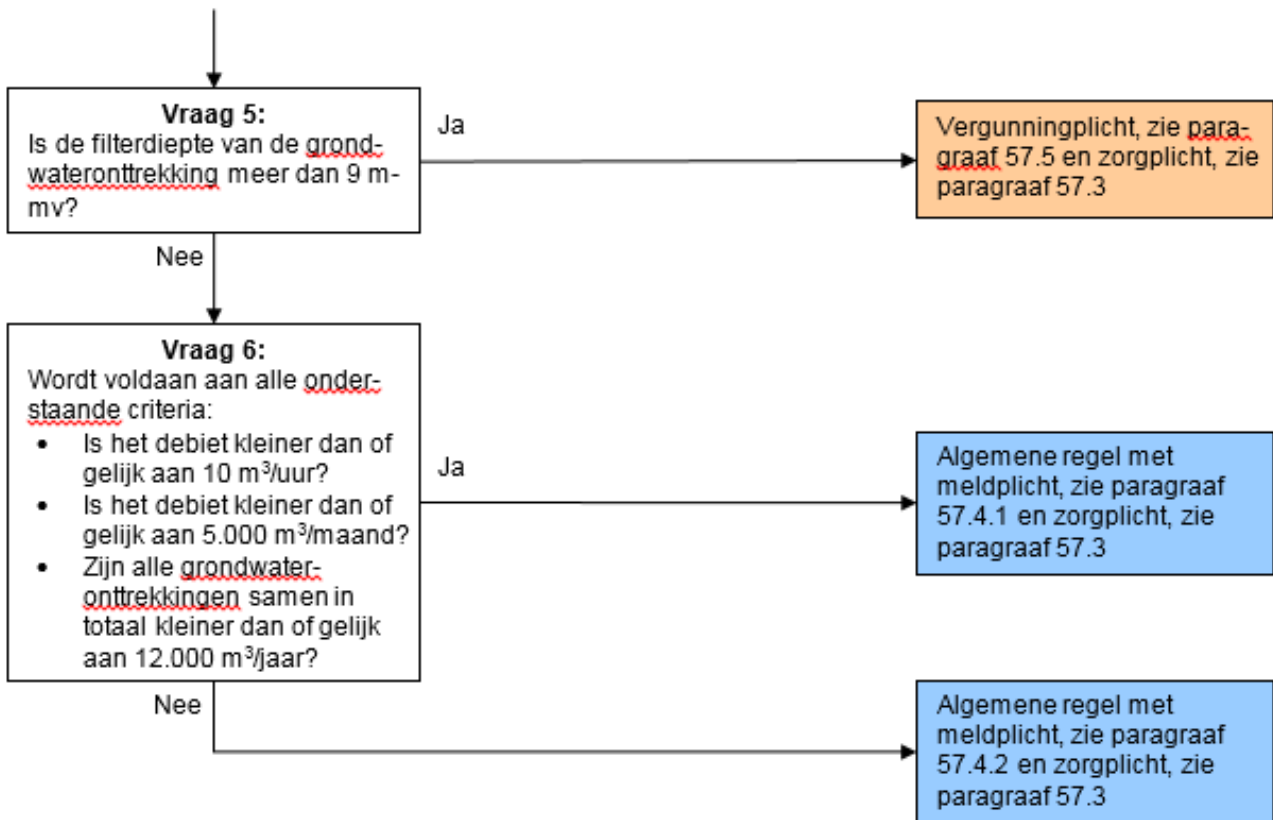 Vraag 5:
Is de filterdiepte van de grond-
wateronttrekking meer dan 9 m-
mv?
Ja
Vergunningplicht, zie para-
graaf 57.5 en zorgplicht, zie
paragraaf 57.3
Nee
Vraag 6:
Wordt voldaan aan alle onder-
staande criteria:
• Is het debiet kleiner dan of
gelijk aan 10 m³/uur?
• Is het debiet kleiner dan of
gelijk aan 5.000 m³/maand?
• Zijn alle grondwater-
onttrekkingen samen in
totaal kleiner dan of gelijk
aan 12.000 m³/jaar?
Ja
Algemene regel met
meldplicht, zie paragraaf
57.4.1 en zorgplicht, zie
paragraaf 57.3
Nee
Algemene regel met
meldplicht, zie paragraaf
57.4.2 en zorgplicht, zie
paragraaf 57.3